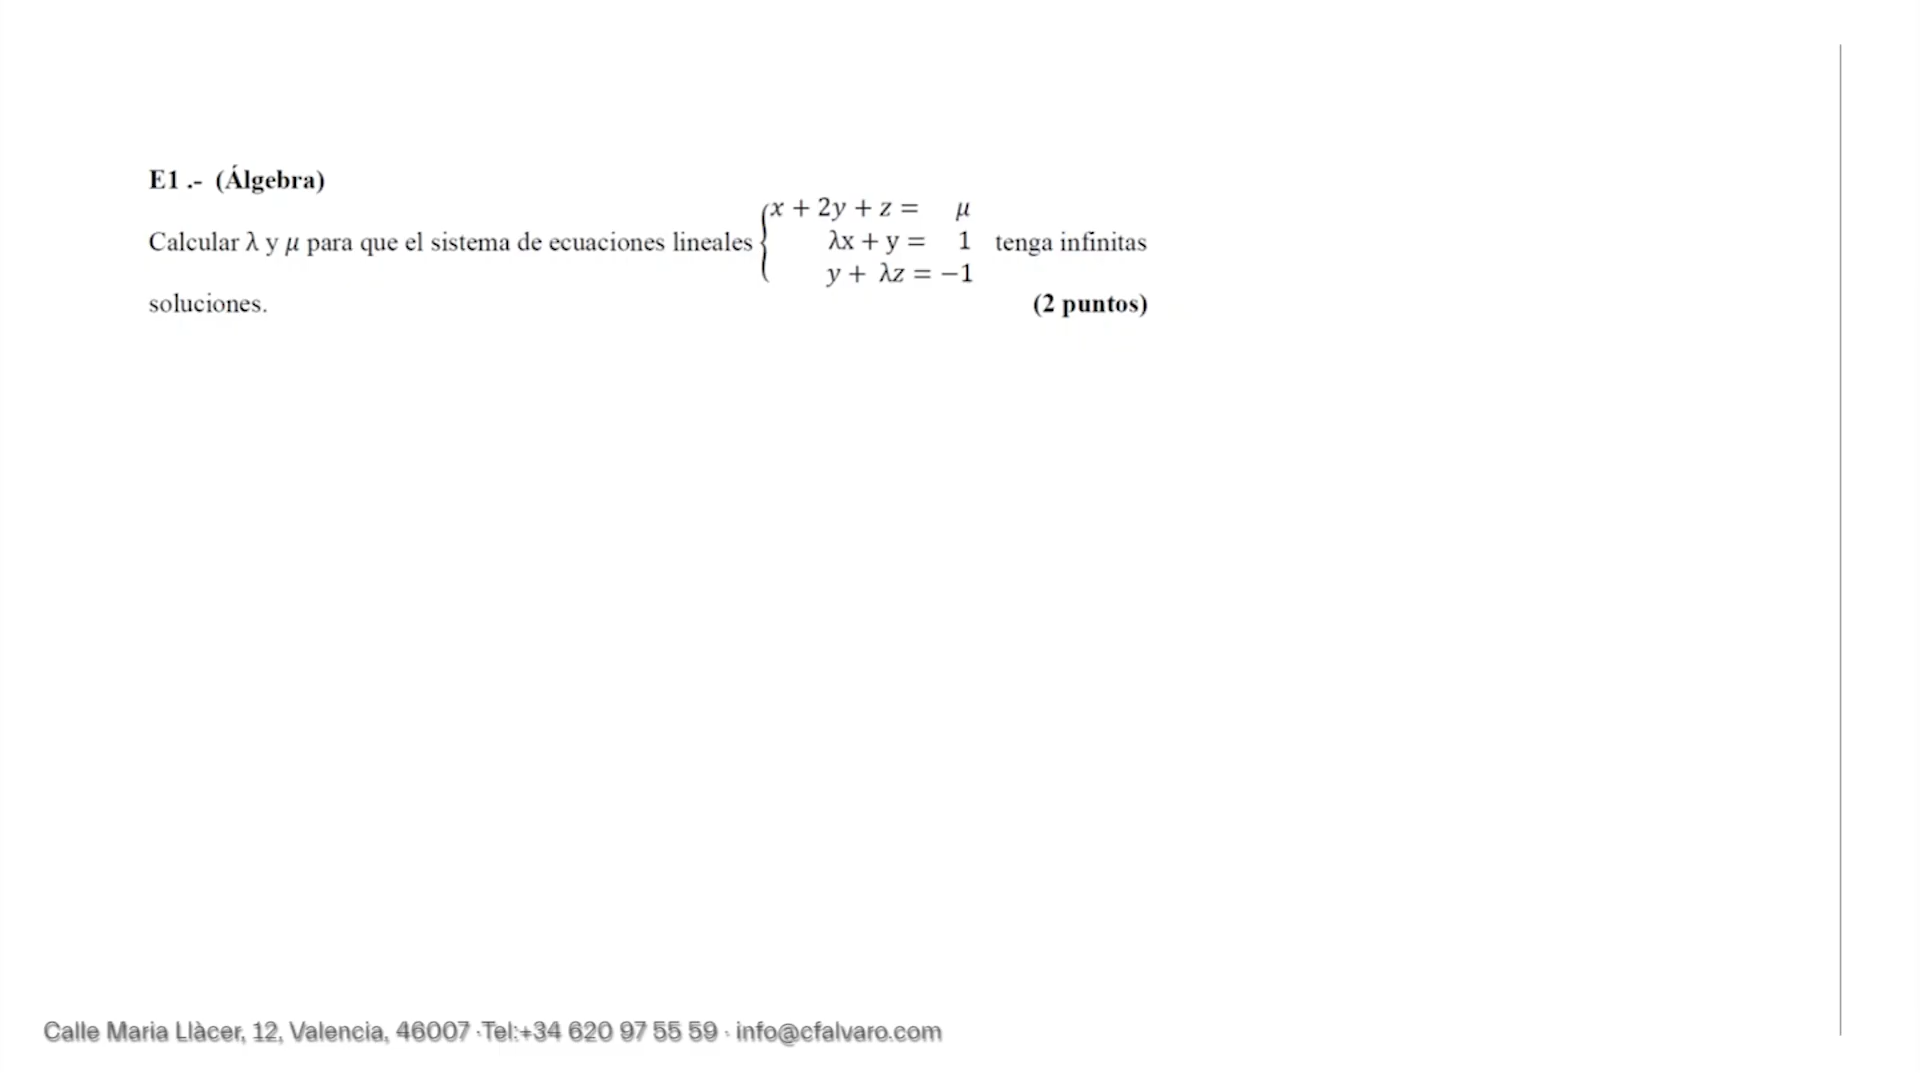 E1 .- (Álgebra)
x + 2y + z = μ
Calcular λ y μ para que el sistema de ecuaciones lineales { λx + y = 1 tenga infinitas
y + λz = −1
soluciones. (2 puntos)
Calle Maria Llàcer, 12, Valencia, 46007 · Tel:+34 620 97 55 59 · info@cfalvaro.com